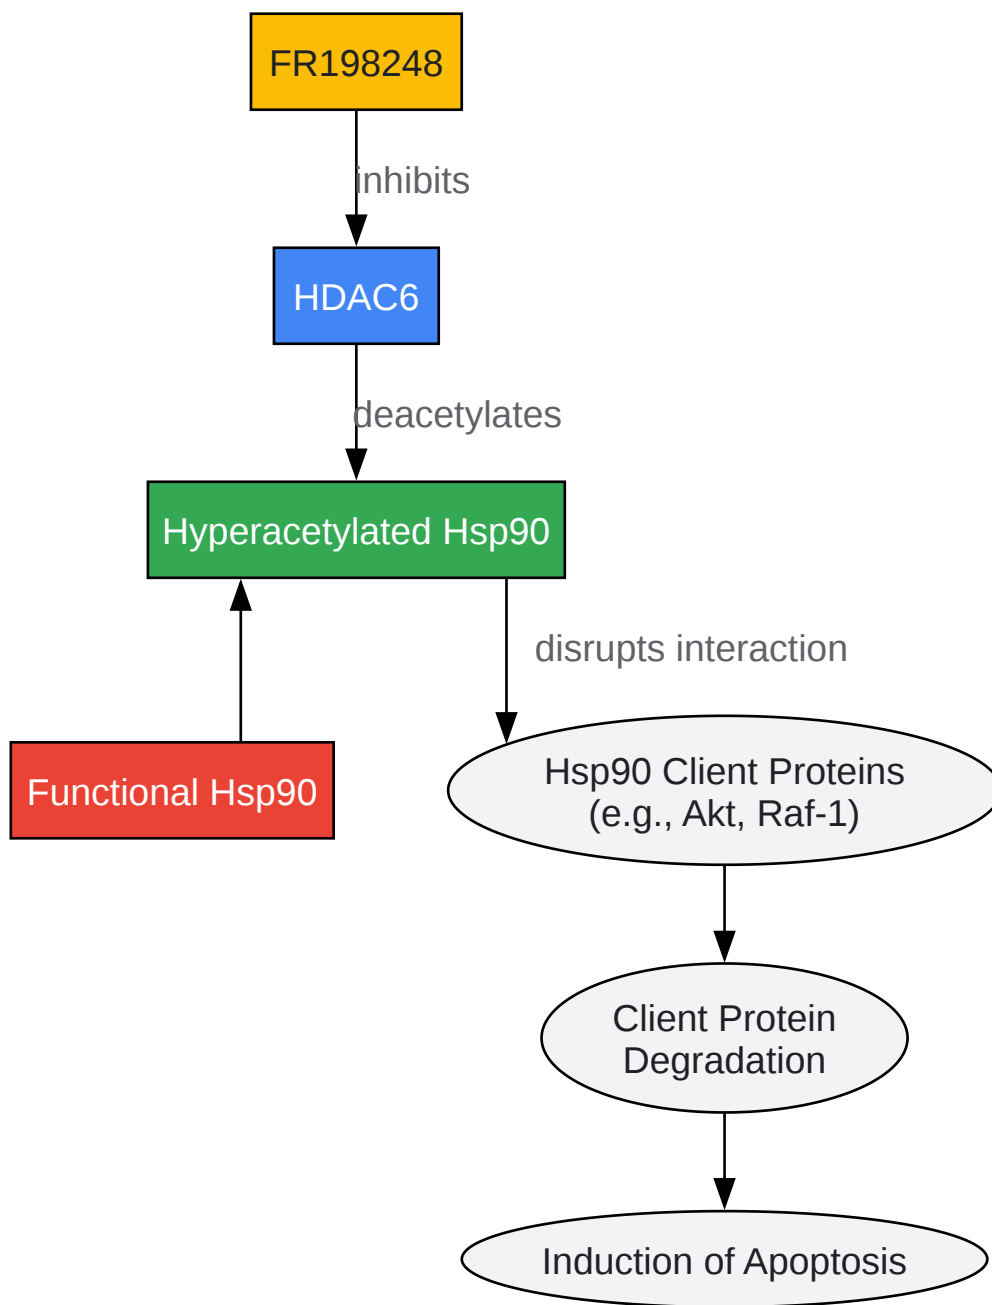 FR198248
inhibits
HDAC6
deacetylates
Hyperacetylated Hsp90
disrupts interaction
Functional Hsp90
Hsp90 Client Proteins
(e.g., Akt, Raf-1)
Client Protein
Degradation
Induction of Apoptosis